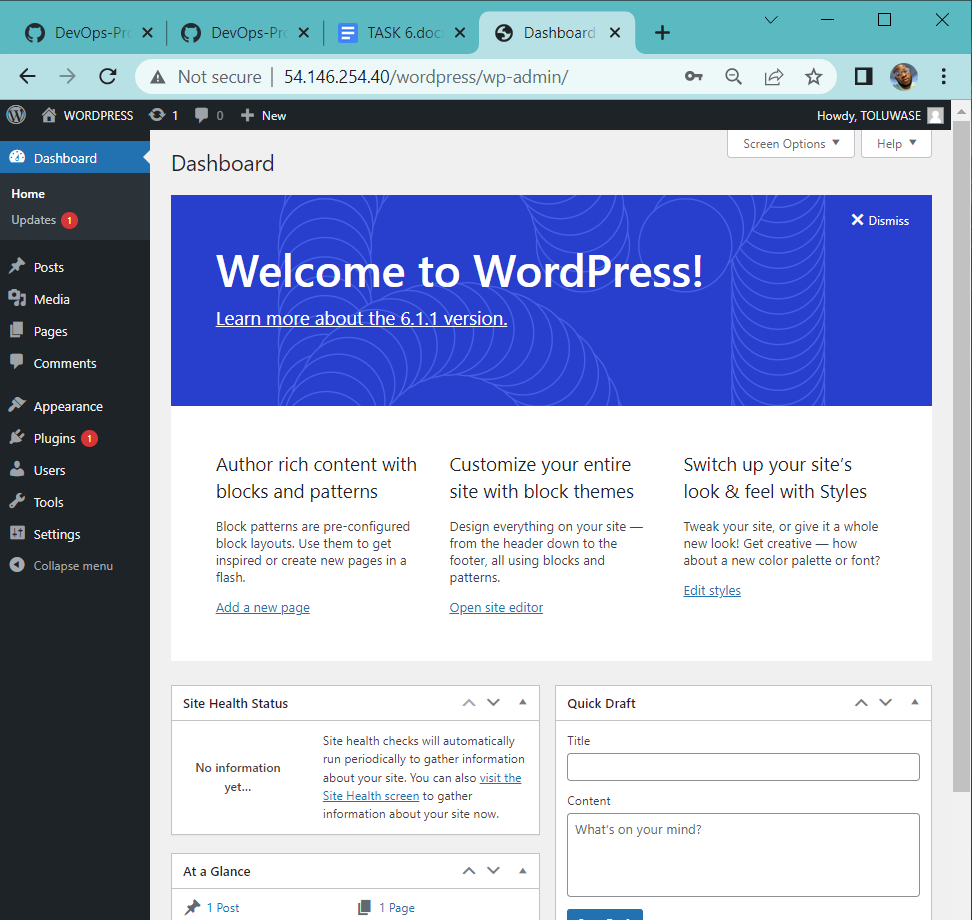 DevOps-Pro
DevOps-Pro
TASK 6.doc
Dashboard
Not secure
54.146.254.40/wordpress/wp-admin/
WORDPRESS
1
0
New
Howdy, TOLUWASE
Dashboard
Home
Updates 1
Posts
Media
Pages
Comments
Appearance
Plugins 1
Users
Tools
Settings
Collapse menu
Screen Options
Help
Dashboard
Dismiss
Welcome to WordPress!
Learn more about the 6.1.1 version.
Author rich content with
blocks and patterns
Block patterns are pre-configured
block layouts. Use them to get
inspired or create new pages in a
flash.
Add a new page
Customize your entire
site with block themes
Design everything on your site —
from the header down to the
footer, all using blocks and
patterns.
Open site editor
Switch up your site’s
look & feel with Styles
Tweak your site, or give it a whole
new look! Get creative — how
about a new color palette or font?
Edit styles
Site Health Status
No information
yet...
Site health checks will automatically
run periodically to gather information
about your site. You can also visit the
Site Health screen to gather
information about your site now.
At a Glance
1 Post
1 Page
Quick Draft
Title
Content
What's on your mind?